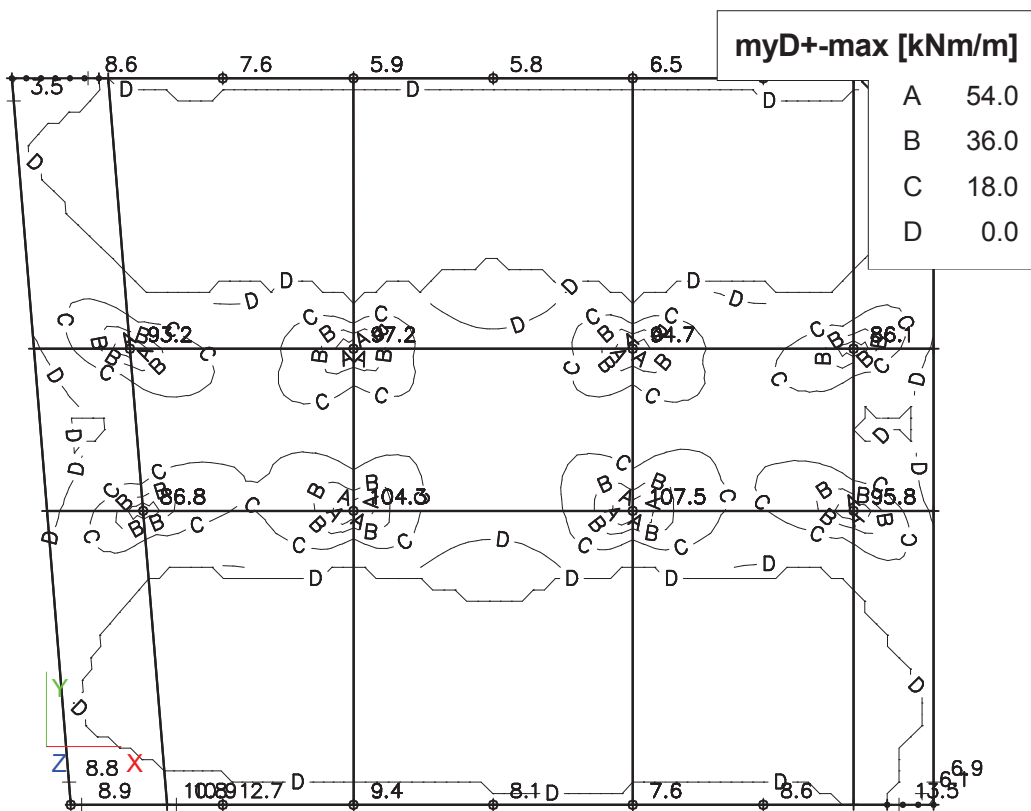 myD+-max [kNm/m]
A 54.0
B 36.0
C 18.0
D 0.0
8.6 7.6 5.9 5.8 6.5
3.5 D D D
D
D D D D D
C C C C C C C
93.2 97.2 94.7 86.1
A B A B B A A B B
B A B B A B B A A B B B
C C C C C C
D D
D D D
D D
C C C C C C C
B B A B B A B B
86.8 104.3 107.5 95.8
B B A A B A A B B
C C C C C C C
D D D
D D D D
D D
Y
Z X
8.8 D D D
8.9 12.7 9.4 8.1 7.6 8.6 13.3
6.9